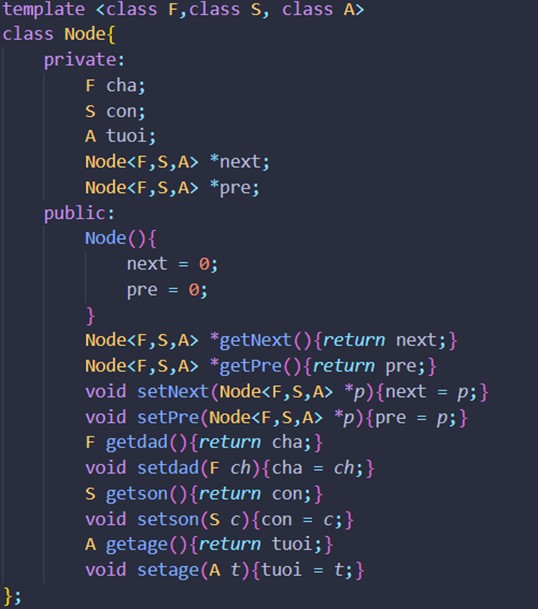 template <class F,class S, class A>
class Node{
    private:
        F cha;
        S con;
        A tuoi;
        Node<F,S,A> *next;
        Node<F,S,A> *pre;
    public:
        Node(){
            next = 0;
            pre = 0;
        }
        Node<F,S,A> *getNext(){return next;}
        Node<F,S,A> *getPre(){return pre;}
        void setNext(Node<F,S,A> *p){next = p;}
        void setPre(Node<F,S,A> *p){pre = p;}
        F getdad(){return cha;}
        void setdad(F ch){cha = ch;}
        S getson(){return con;}
        void setson(S c){con = c;}
        A getage(){return tuoi;}
        void setage(A t){tuoi = t;}
};